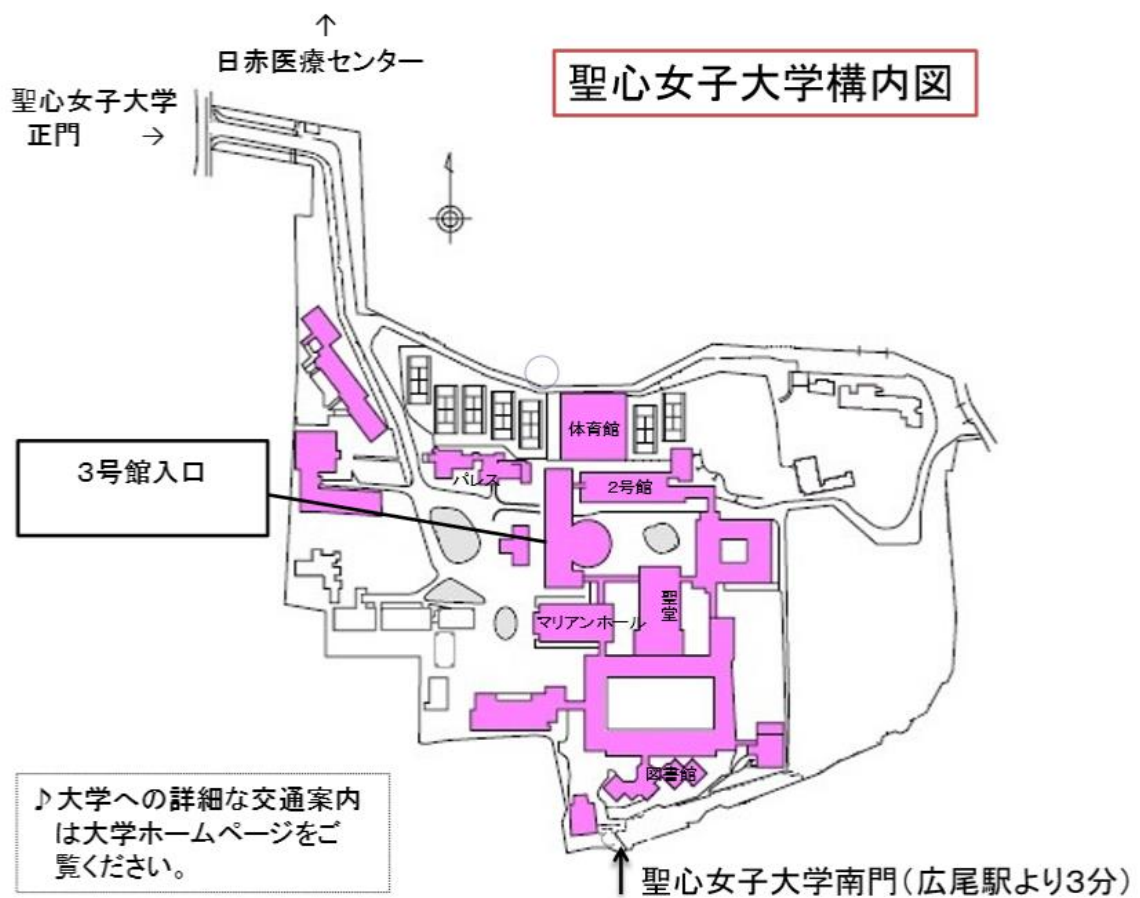 ↑
日赤医療センター
聖心女子大学構内図
聖心女子大学
正門 →
体育館
3号館入口
パレス
2号館
聖堂
マリアンホール
図書館
♪大学への詳細な交通案内
は大学ホームページをご
覧ください。
↑ 聖心女子大学南門(広尾駅より3分)